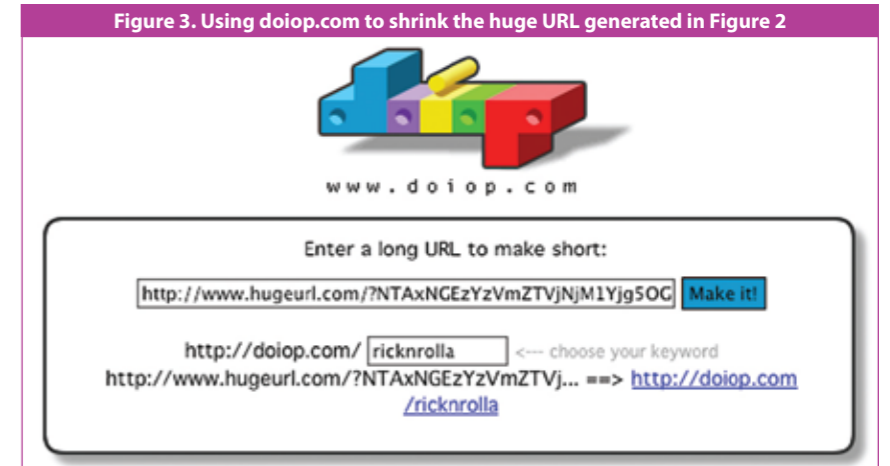 Figure 3. Using doiop.com to shrink the huge URL generated in Figure 2
www.doiop.com
Enter a long URL to make short:
http://www.hugeurl.com/?NTAxNGEzYzVmZTVjNjM1Yjg5OG Make it!
http://doiop.com/ ricknrolla <--- choose your keyword
http://www.hugeurl.com/?NTAxNGEzYzVmZTVj... ==> http://doiop.com
/ricknrolla